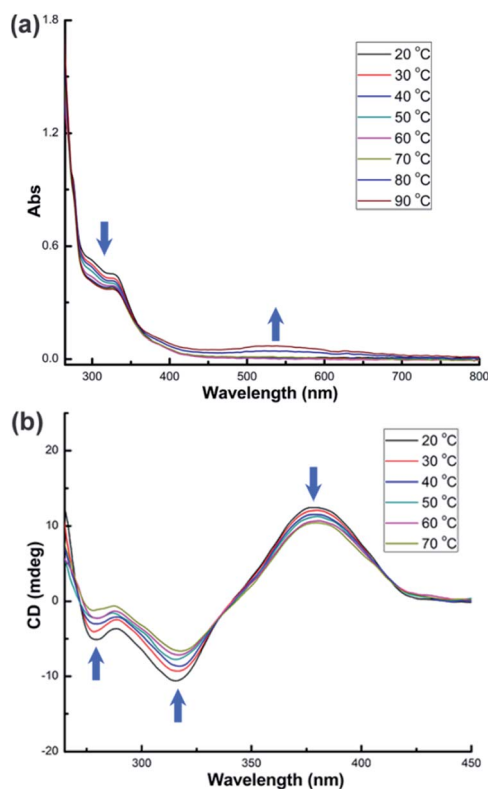 (a)
1.8
1.2
0.6
0.0
Abs
20 °C
30 °C
40 °C
50 °C
60 °C
70 °C
80 °C
90 °C
300 400 500 600 700 800
Wavelength (nm)
(b)
20
10
0
-10
-20
CD (mdeg)
20 °C
30 °C
40 °C
50 °C
60 °C
70 °C
300 350 400 450
Wavelength (nm)